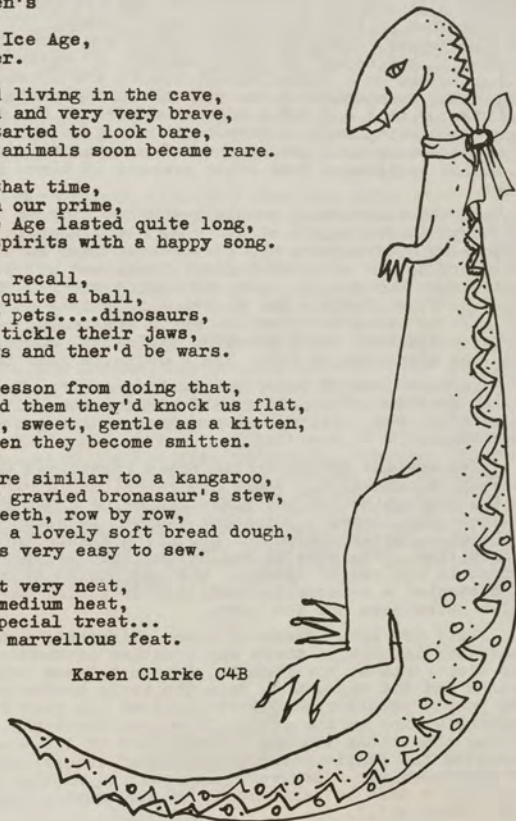 en's
Ice Age,
er.
living in the cave,
and very very brave,
tarted to look bare,
animals soon became rare.
hat time,
our prime,
Age lasted quite long,
pirits with a happy song.
recall,
quite a ball,
pets....dinosaurs,
tickle their jaws,
s and ther'd be wars.
esson from doing that,
d them they'd knock us flat,
, sweet, gentle as a kitten,
en they become smitten.
re similar to a kangaroo,
gravied bronasaur's stew,
eeth, row by row,
a lovely soft bread dough,
s very easy to sew.
t very neat,
medium heat,
pecial treat...
marvellous feat.
Karen Clarke C4B